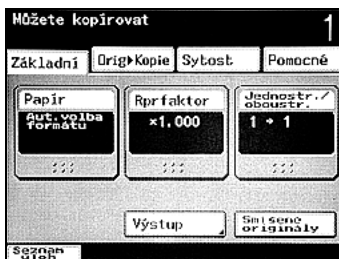 Můžete kopírovat 1
Základní Orig▸Kopie Sytost Pomocné
Papír Rprfaktor Jednostr./
oboustr.
Aut.volba
formátu ×1.000 1 → 1
Výstup Smíšené
originály
Seznam
úloh